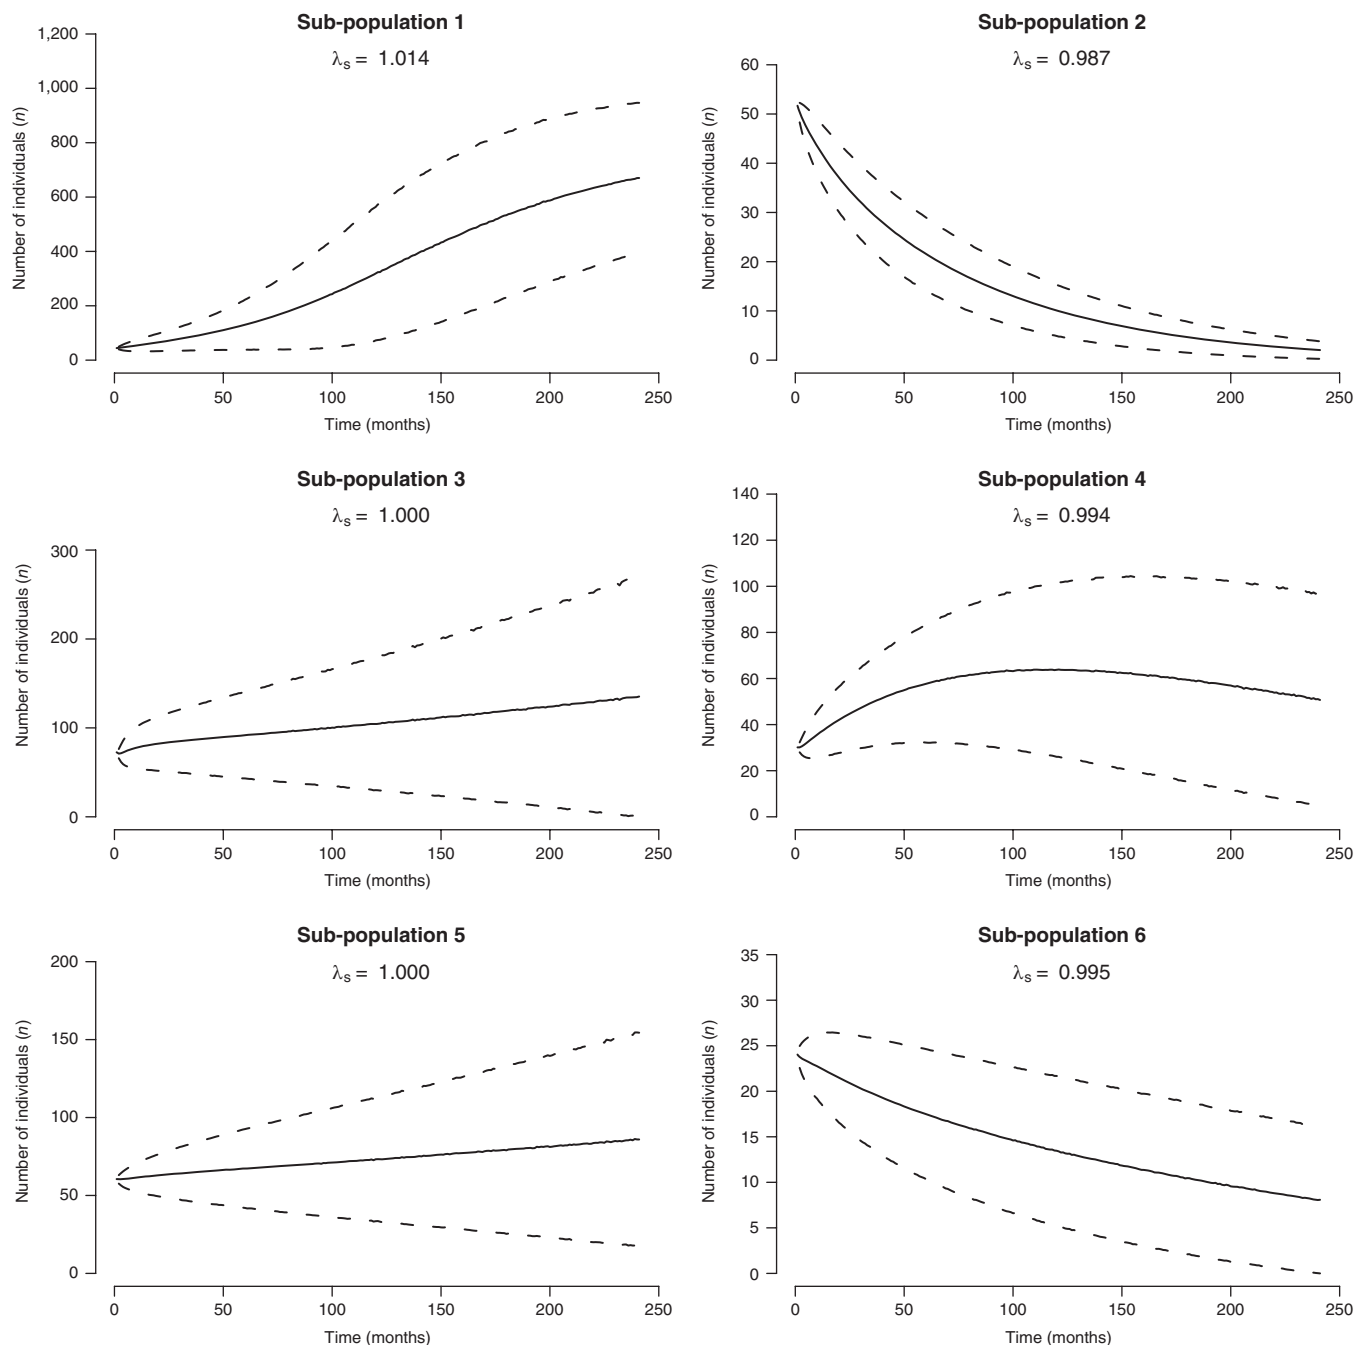 Sub-population 1
λs = 1.014
1,200
1,000
800
600
400
200
0
Number of individuals (n)
0 50 100 150 200 250
Time (months)
Sub-population 2
λs = 0.987
60
50
40
30
20
10
0
Number of individuals (n)
0 50 100 150 200 250
Time (months)
Sub-population 3
λs = 1.000
300
200
100
0
Number of individuals (n)
0 50 100 150 200 250
Time (months)
Sub-population 4
λs = 0.994
140
120
100
80
60
40
20
0
Number of individuals (n)
0 50 100 150 200 250
Time (months)
Sub-population 5
λs = 1.000
200
150
100
50
0
Number of individuals (n)
0 50 100 150 200 250
Time (months)
Sub-population 6
λs = 0.995
35
30
25
20
15
10
5
0
Number of individuals (n)
0 50 100 150 200 250
Time (months)